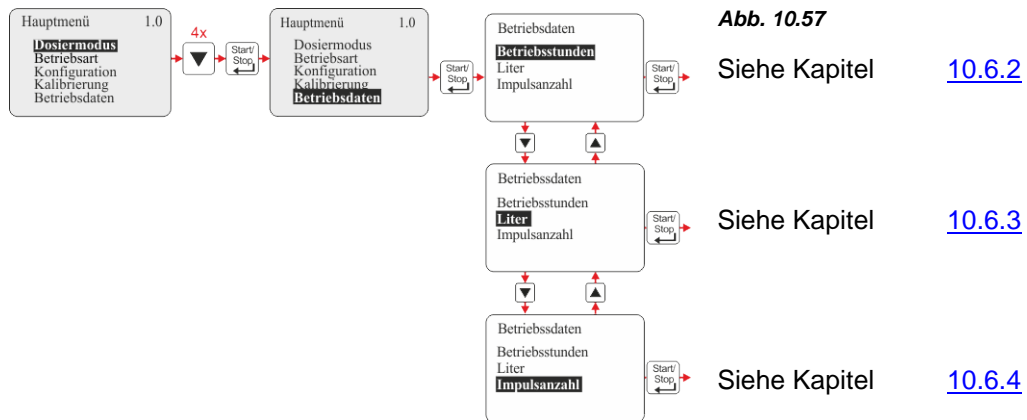 Hauptmenü 1.0
Dosiermodus
Betriebsart
Konfiguration
Kalibrierung
Betriebsdaten
4x
Start/
Stop
Hauptmenü 1.0
Dosiermodus
Betriebsart
Konfiguration
Kalibrierung
Betriebsdaten
Start/
Stop
Betriebsdaten
Betriebsstunden
Liter
Impulsanzahl
Start/
Stop
Abb. 10.57
Siehe Kapitel 10.6.2
Betriebssdaten
Betriebsstunden
Liter
Impulsanzahl
Start/
Stop
Siehe Kapitel 10.6.3
Betriebssdaten
Betriebsstunden
Liter
Impulsanzahl
Start/
Stop
Siehe Kapitel 10.6.4